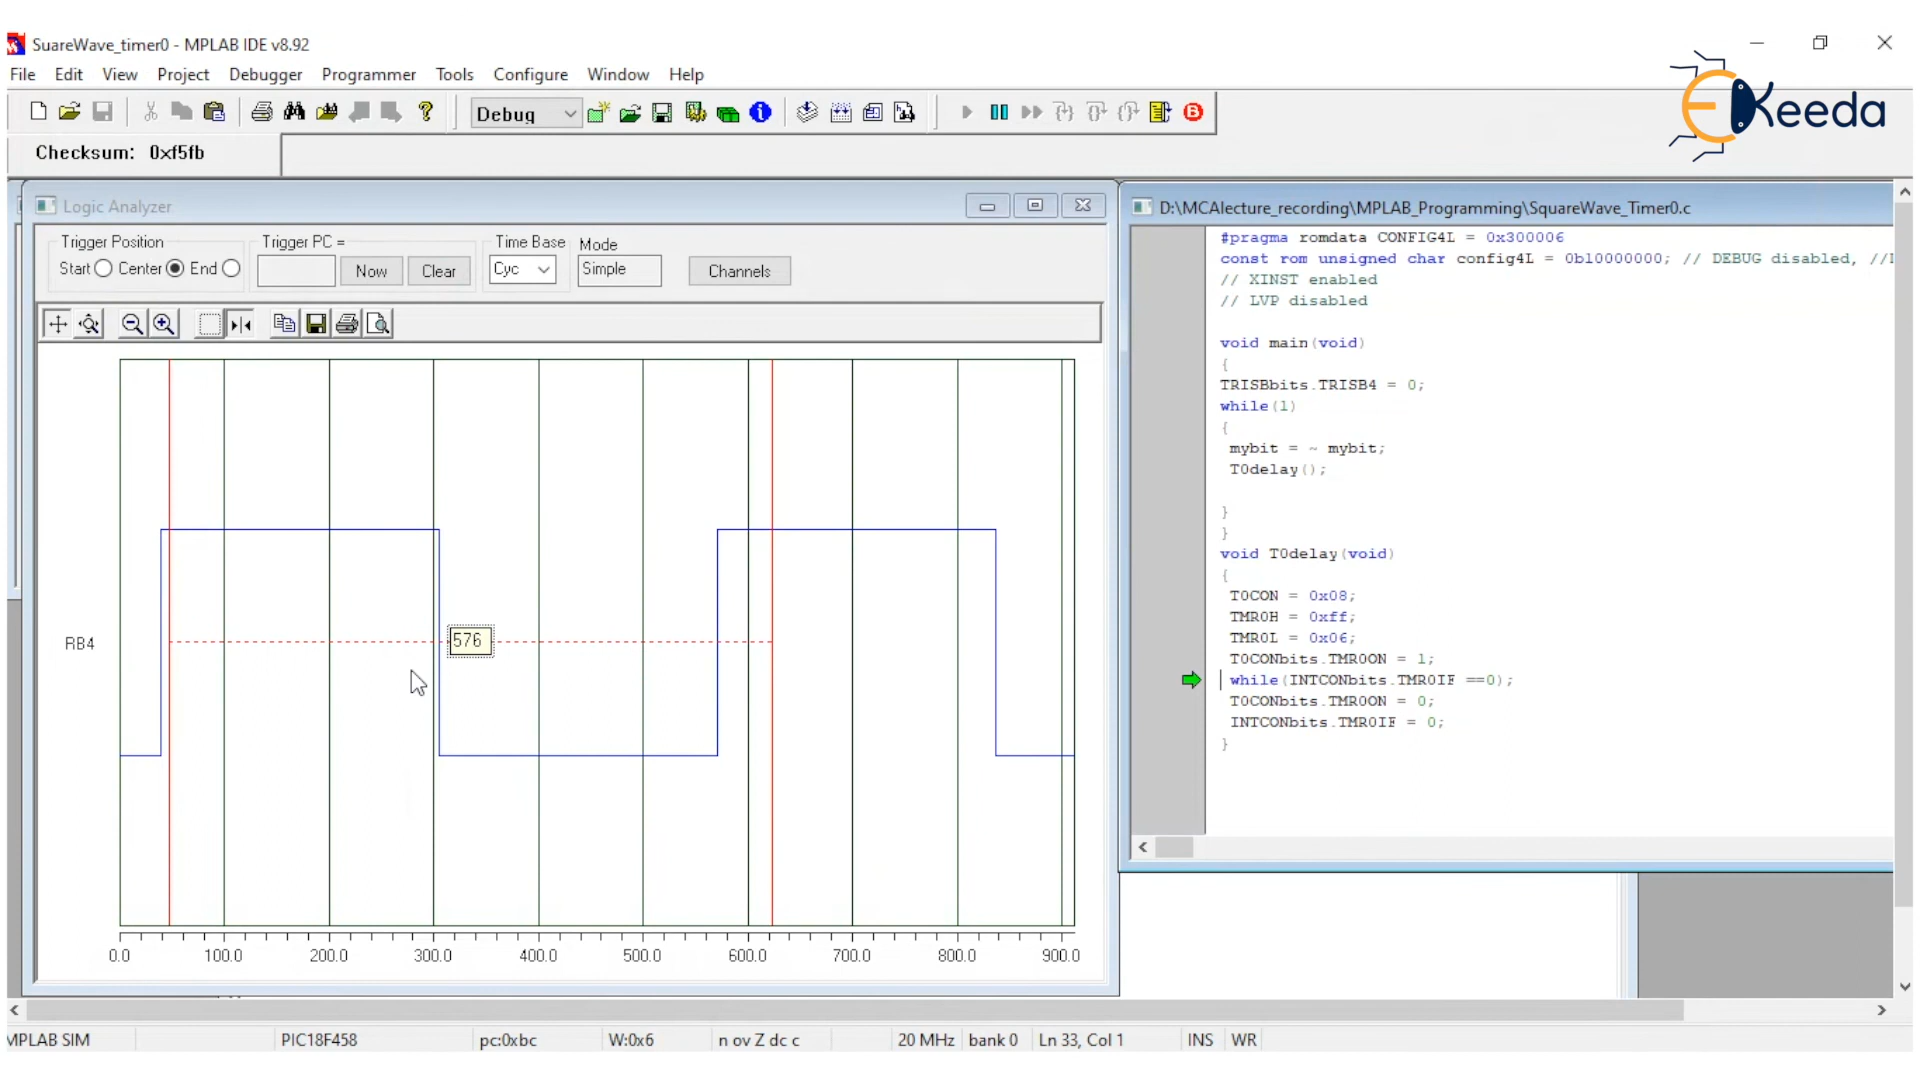 SuareWave_timer0 - MPLAB IDE v8.92
File Edit View Project Debugger Programmer Tools Configure Window Help
Debug
EKeeda
Checksum: 0xf5fb
Logic Analyzer
Trigger Position
Start Center End
Trigger PC =
Now Clear
Time Base
Cyc
Mode
Simple
Channels
RB4
576
0.0 100.0 200.0 300.0 400.0 500.0 600.0 700.0 800.0 900.0
D:\MCAlecture_recording\MPLAB_Programming\SquareWave_Timer0.c
#pragma romdata CONFIG4L = 0x300006
const rom unsigned char config4L = 0b10000000; // DEBUG disabled, //
// XINST enabled
// LVP disabled
void main(void)
{
TRISBbits.TRISB4 = 0;
while(1)
{
mybit = ~ mybit;
T0delay();
}
}
void T0delay(void)
{
T0CON = 0x08;
TMR0H = 0xff;
TMR0L = 0x06;
T0CONbits.TMR0ON = 1;
while(INTCONbits.TMR0IF ==0);
T0CONbits.TMR0ON = 0;
INTCONbits.TMR0IF = 0;
}
MPLAB SIM PIC18F458 pc:0xbc W:0x6 n ov Z dc c 20 MHz bank 0 Ln 33, Col 1 INS WR